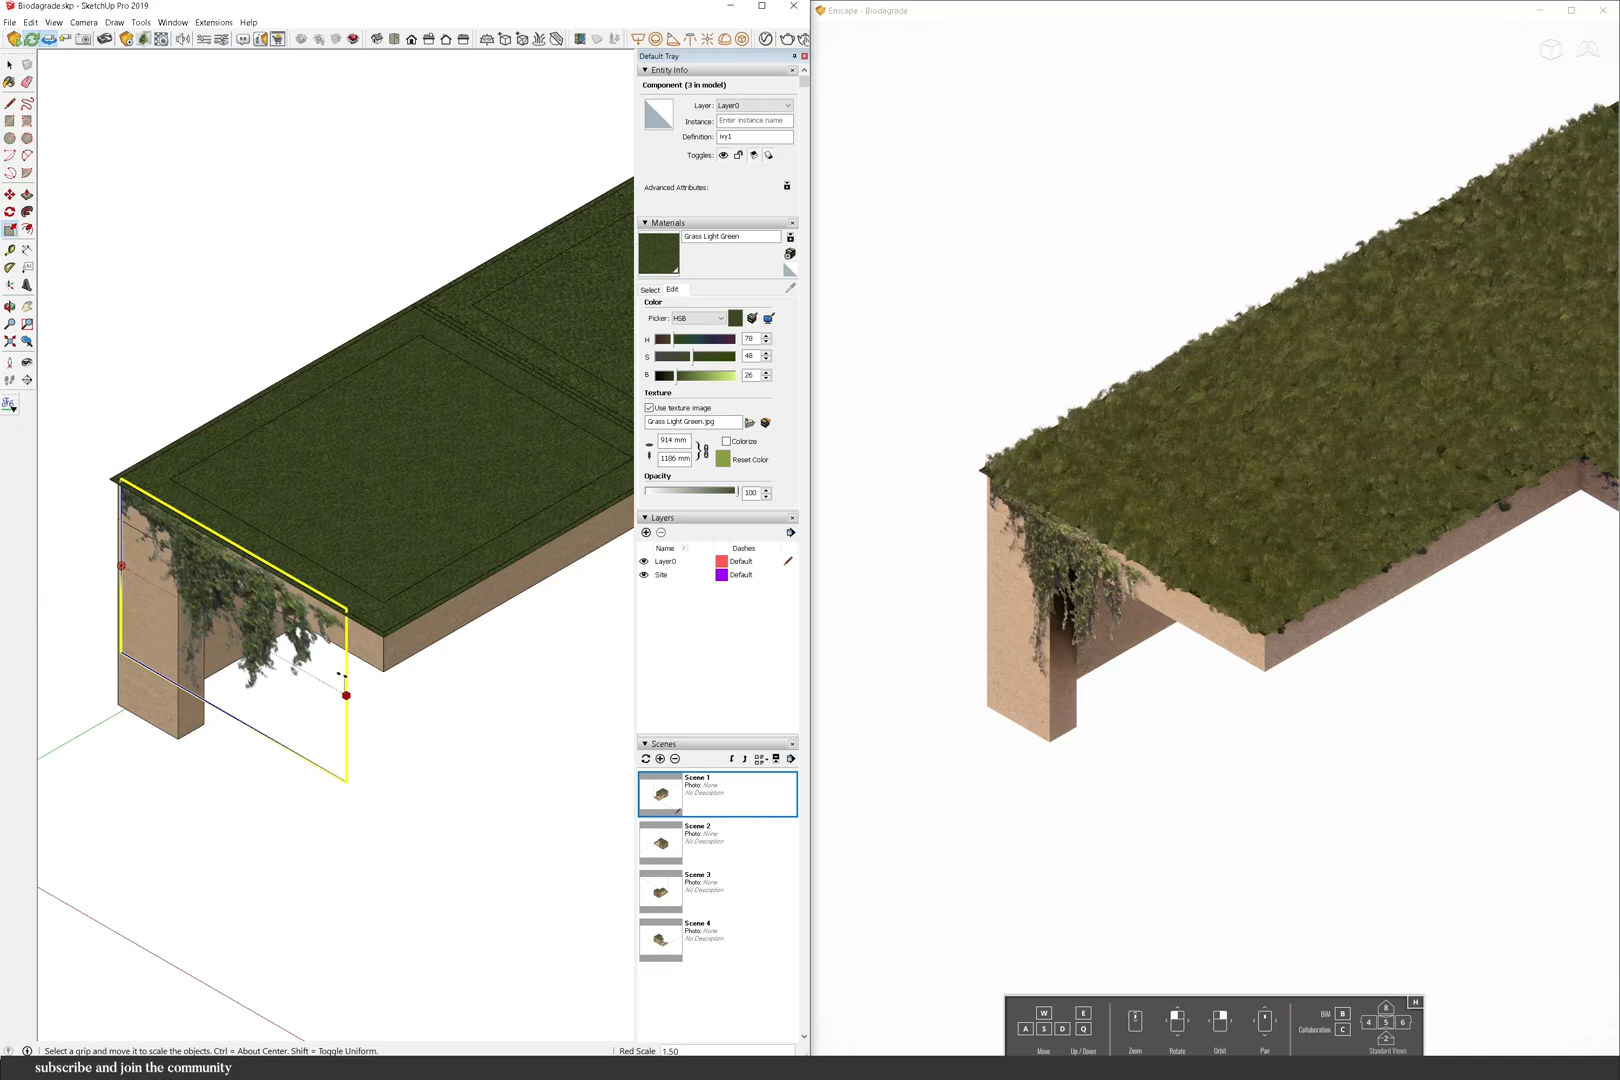 Biodagrade.skp - SketchUp Pro 2019
Enscape - Biodagrade
File Edit View Camera Draw Tools Window Extensions Help
Default Tray
Entity Info
Component (3 in model)
Layer: Layer0
Instance: Enter instance name
Definition: ivy1
Toggles:
Advanced Attributes:
Materials
Grass Light Green
Select Edit
Color
Picker: HSB
H 78
S 48
B 26
Texture
Use texture image
Grass Light Green.jpg
914 mm
Colorize
1186 mm
Reset Color
Opacity
100
Layers
Name Dashes
Layer0 Default
Site Default
Scenes
Scene 1
Photo: None
No Description
Scene 2
Photo: None
No Description
Scene 3
Photo: None
No Description
Scene 4
Photo: None
No Description
H
W E
A S D Q
Move Up / Down Zoom Rotate Orbit Pan
BIM B
Collaboration C
8
4 5 6
2
Standard Views
Select a grip and move it to scale the objects. Ctrl = About Center. Shift = Toggle Uniform.
Red Scale 1.50
subscribe and join the community